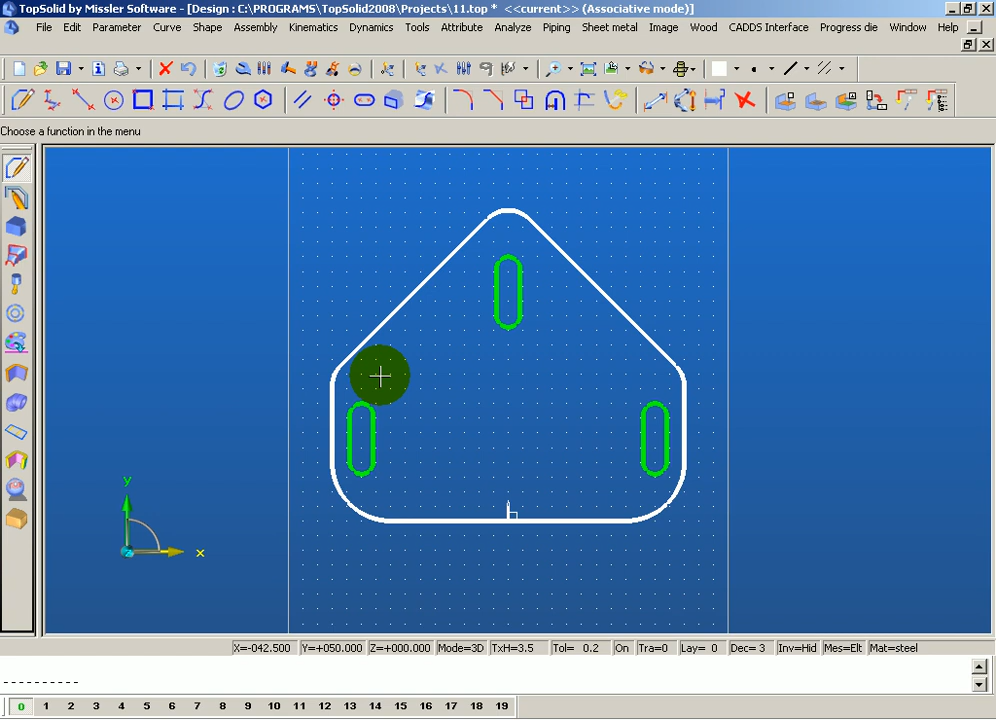 TopSolid by Missler Software - [Design : C:\PROGRAMS\TopSolid2008\Projects\11.top * <<current>> (Associative mode)]
File Edit Parameter Curve Shape Assembly Kinematics Dynamics Tools Attribute Analyze Piping Sheet metal Image Wood CADDS Interface Progress die Window Help
Choose a function in the menu
y
x
z
X=-042.500 Y=+050.000 Z=+000.000 Mode=3D TxH=3.5 Tol= 0.2 On Tra=0 Lay= 0 Dec= 3 Inv=Hid Mes=Elt Mat=steel
----------
0 1 2 3 4 5 6 7 8 9 10 11 12 13 14 15 16 17 18 19